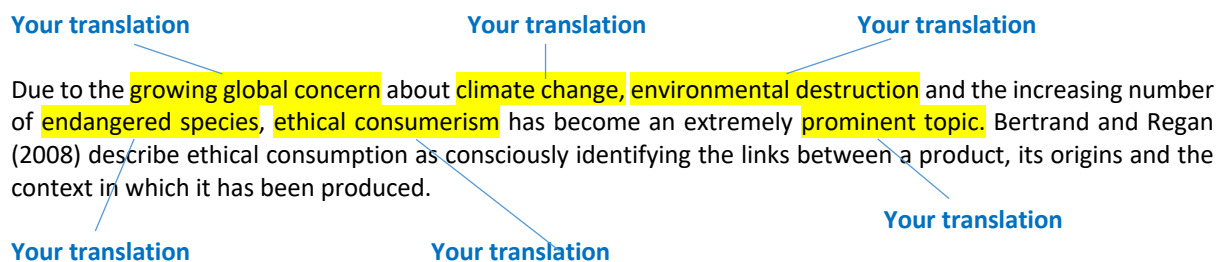 Your translation Your translation Your translation
Due to the growing global concern about climate change, environmental destruction and the increasing number
of endangered species, ethical consumerism has become an extremely prominent topic. Bertrand and Regan
(2008) describe ethical consumption as consciously identifying the links between a product, its origins and the
context in which it has been produced.
Your translation
Your translation Your translation